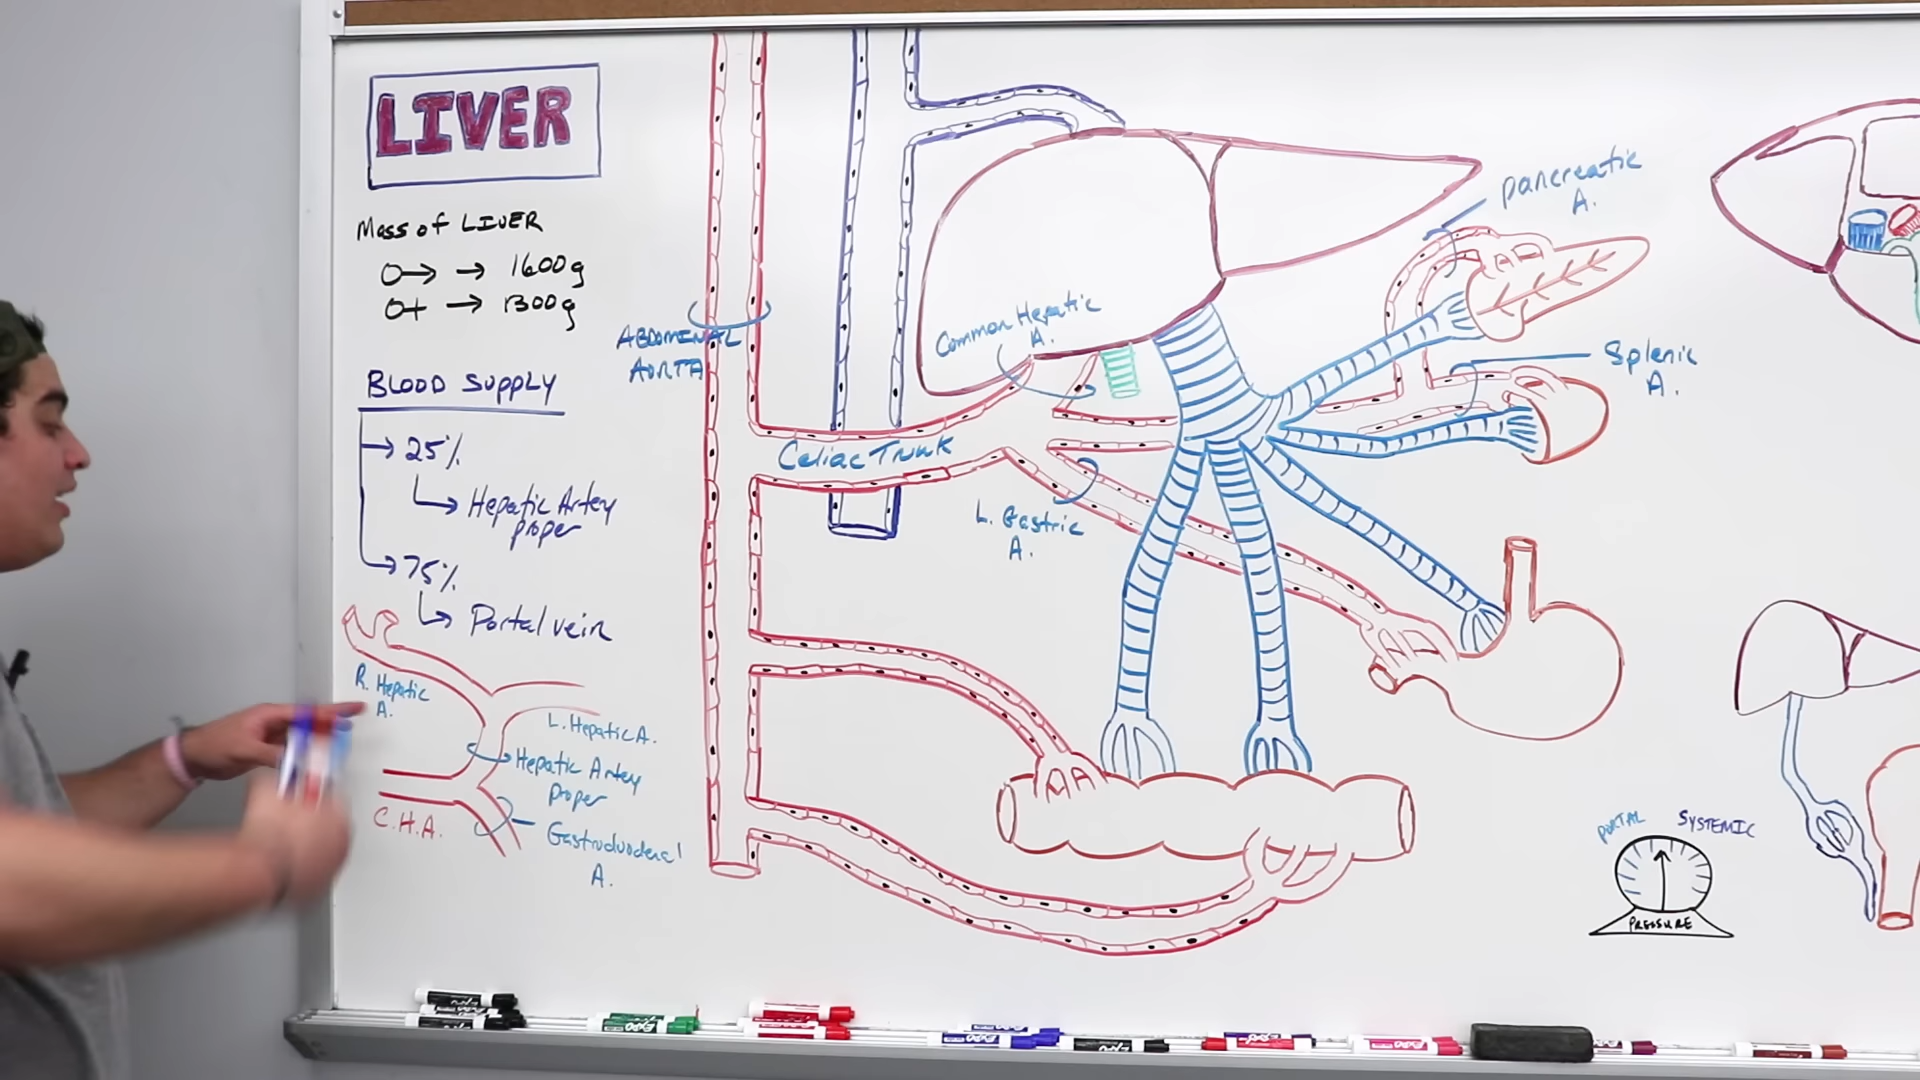 LIVER
Mass of LIVER
O→ → 1600g
O+ → 1300g
BLOOD SUPPLY
→ 25%
Hepatic Artery
proper
→ 75%
Portal vein
R. Hepatic
A.
L. Hepatic A.
Hepatic Artery
proper
C.H.A.
Gastroduodenal
A.
ABDOMINAL
AORTA
Common Hepatic
A.
Celiac Trunk
L. Gastric
A.
pancreatic
A.
Splenic
A.
PORTAL
SYSTEMIC
PRESSURE
EXPO